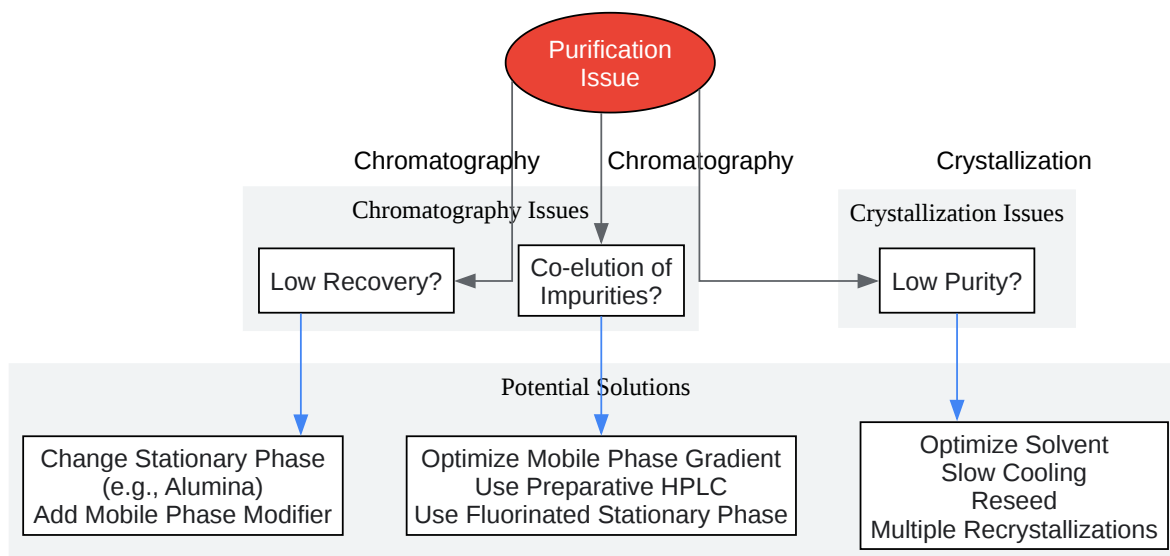 Purification
Issue
Chromatography
Chromatography
Crystallization
Chromatography Issues
Crystallization Issues
Low Recovery?
Co-elution of
Impurities?
Low Purity?
Potential Solutions
Change Stationary Phase
(e.g., Alumina)
Add Mobile Phase Modifier
Optimize Mobile Phase Gradient
Use Preparative HPLC
Use Fluorinated Stationary Phase
Optimize Solvent
Slow Cooling
Reseed
Multiple Recrystallizations